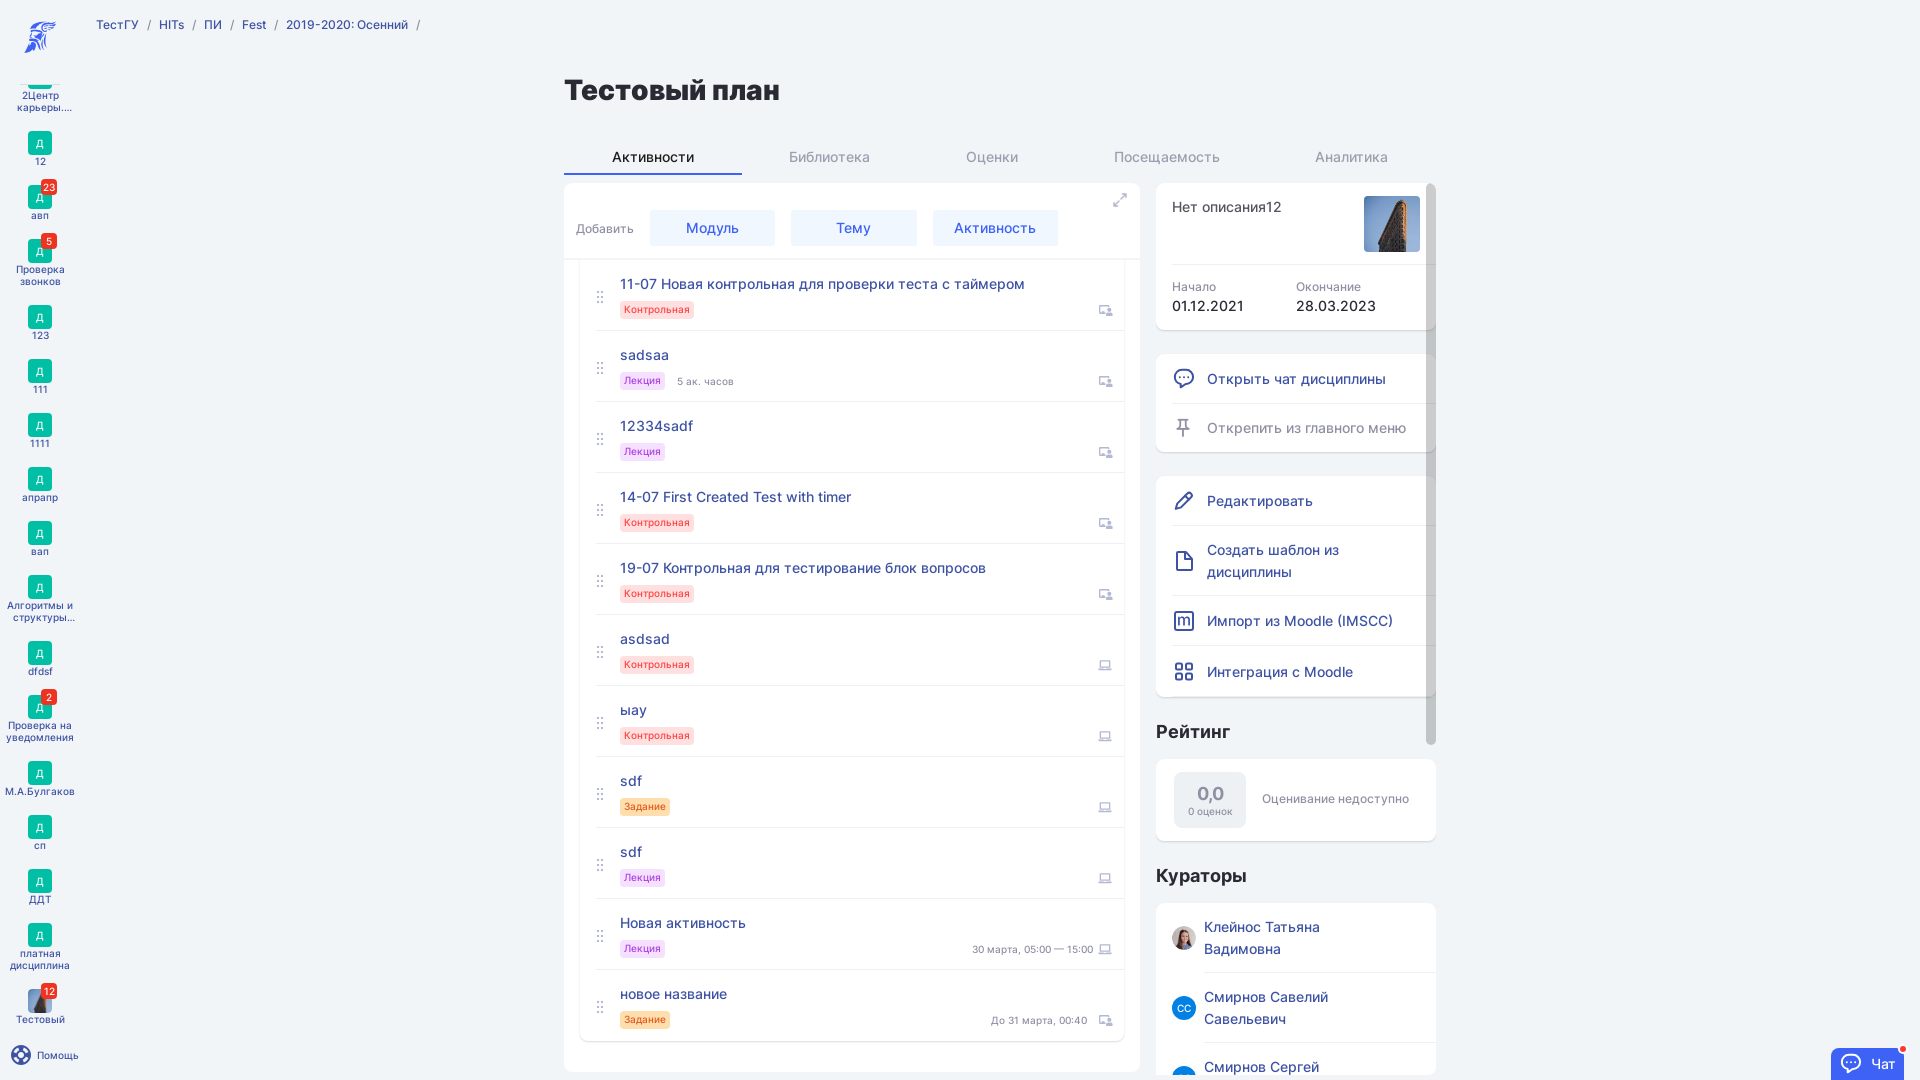 ТестГУ / HITs / ПИ / Fest / 2019-2020: Осенний /
2Центр
карьеры....
Д
12
23
Д
авп
5
Д
Проверка
звонков
Д
123
Д
111
Д
1111
Д
апрапр
Д
вап
Д
Алгоритмы и
структуры...
Д
dfdsf
2
Д
Проверка на
уведомления
Д
М.А.Булгаков
Д
сп
Д
ДДТ
Д
платная
дисциплина
12
Тестовый
Помощь
Тестовый план
Активности
Библиотека
Оценки
Посещаемость
Аналитика
Добавить
Модуль
Тему
Активность
11-07 Новая контрольная для проверки теста с таймером
Контрольная
sadsaa
Лекция 5 ак. часов
12334sadf
Лекция
14-07 First Created Test with timer
Контрольная
19-07 Контрольная для тестирование блок вопросов
Контрольная
asdsad
Контрольная
ыау
Контрольная
sdf
Задание
sdf
Лекция
Новая активность
Лекция 30 марта, 05:00 — 15:00
новое название
Задание До 31 марта, 00:40
Нет описания12
Начало Окончание
01.12.2021 28.03.2023
Открыть чат дисциплины
Открепить из главного меню
Редактировать
Создать шаблон из
дисциплины
m Импорт из Moodle (IMSCC)
Интеграция с Moodle
Рейтинг
0,0
0 оценок
Оценивание недоступно
Кураторы
Клейнос Татьяна
Вадимовна
СС
Смирнов Савелий
Савельевич
Смирнов Сергей
Чат